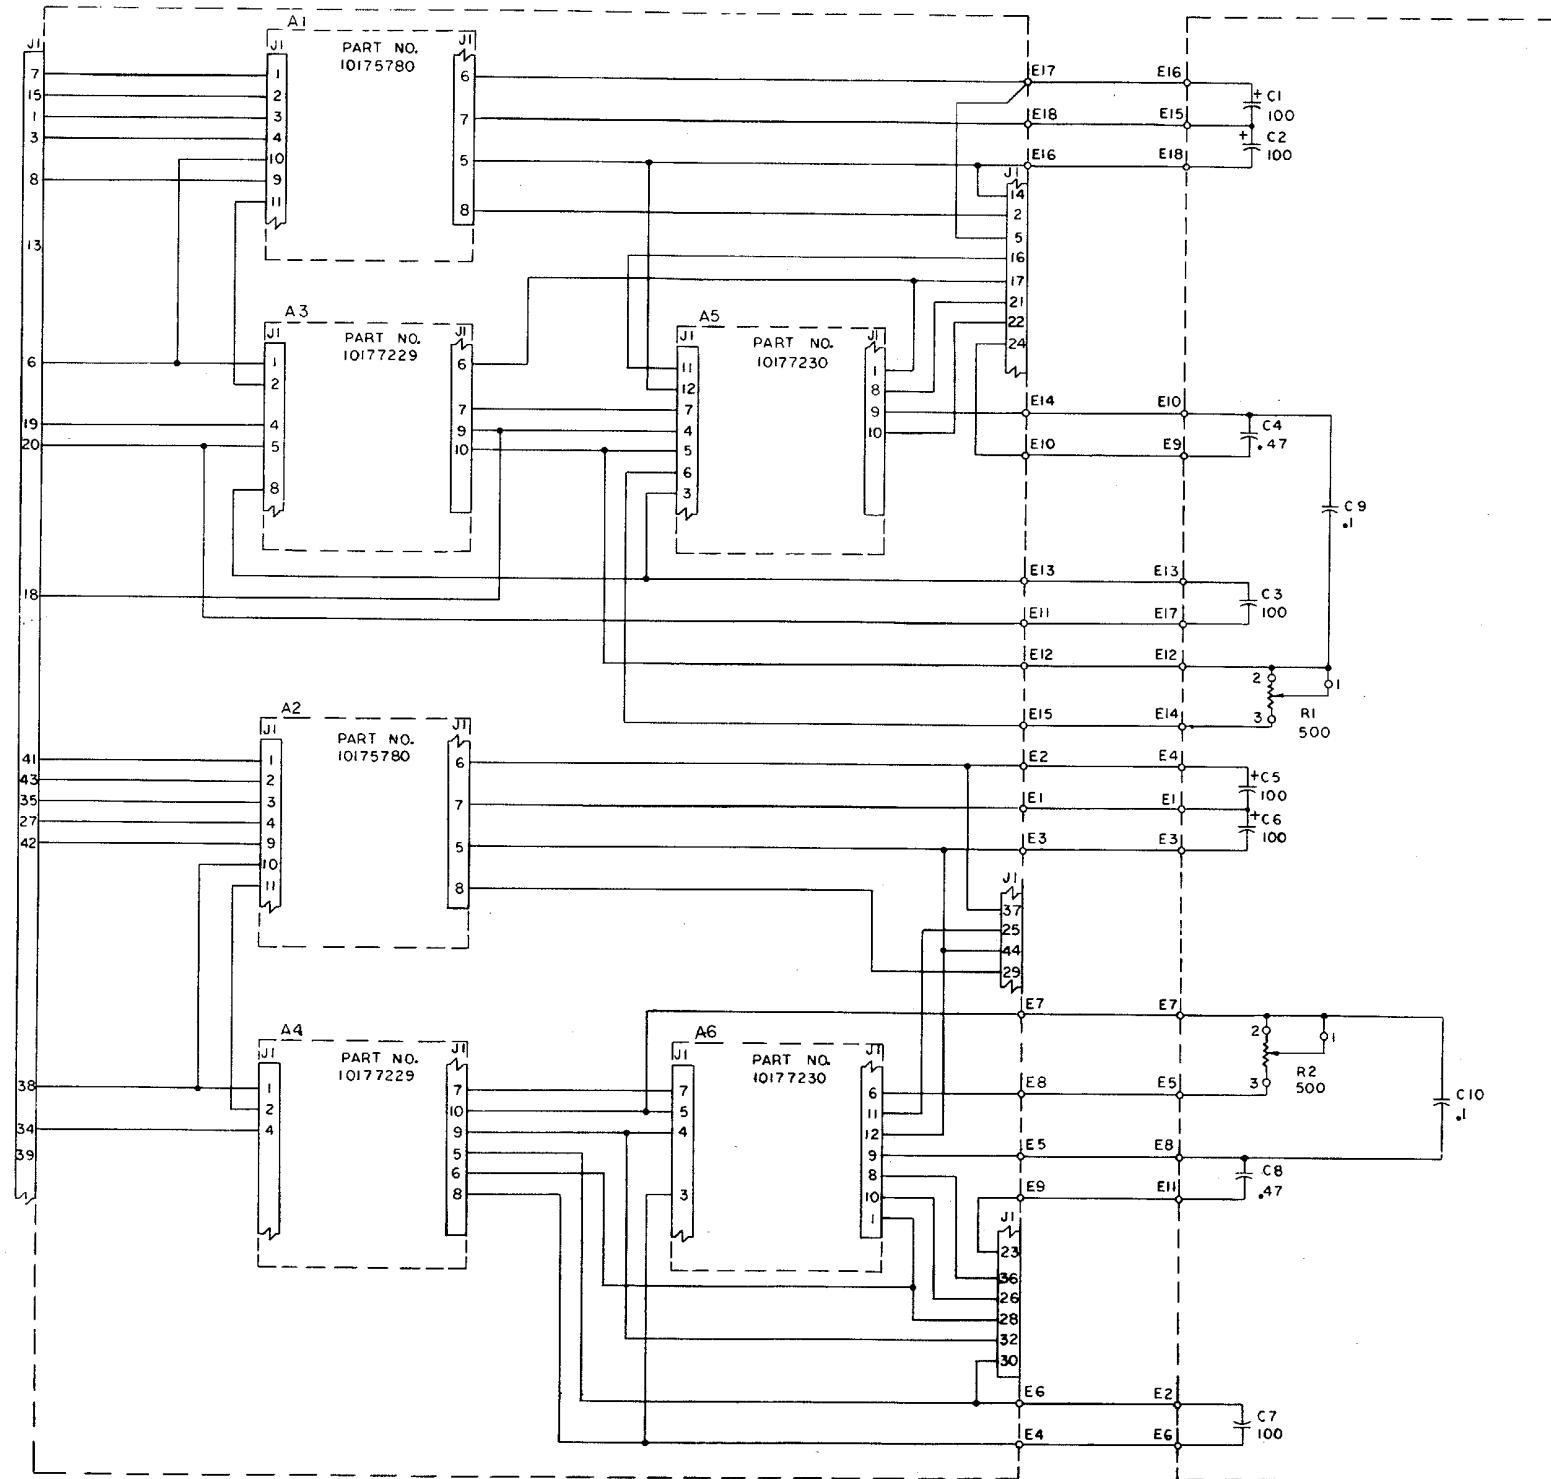 J1
7
15
1
3
8
13
6
19
20
18
41
43
35
27
42
38
34
39
A1
J1
PART NO.
10175780
J1
1
2
3
4
10
9
11
6
7
5
8
E17
E16
+ C1
100
E18
E15
+ C2
100
E16
E18
J1
14
2
5
16
17
21
22
24
A3
J1
PART NO.
10177229
J1
1
2
4
5
8
6
7
9
10
A5
J1
PART NO.
10177230
J1
11
12
7
4
5
6
3
1
8
9
10
E14
E10
C4
.47
E10
E9
C9
.1
E13
E13
C3
100
E11
E17
E12
E12
2
1
3
R1
500
E15
E14
A2
J1
PART NO.
10175780
J1
1
2
3
4
9
10
11
6
7
5
8
E2
E4
+C5
100
E1
E1
+C6
100
E3
E3
J1
37
25
44
29
E7
E7
2
1
3
R2
500
A4
J1
PART NO.
10177229
J1
1
2
4
7
10
9
5
6
8
A6
J1
PART NO.
10177230
J1
7
5
4
3
6
11
12
9
8
10
1
E8
E5
C10
.1
E5
E8
C8
.47
E9
E11
J1
23
36
26
28
32
30
E6
E2
C7
100
E4
E6